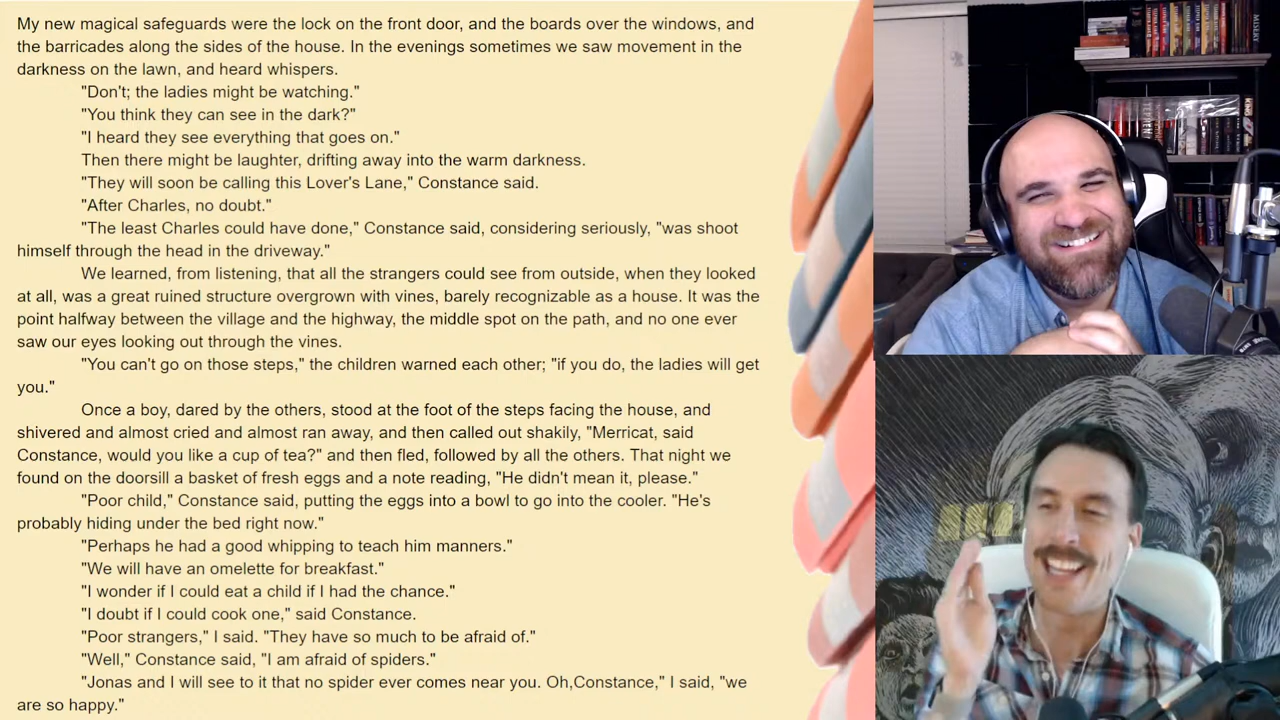 My new magical safeguards were the lock on the front door, and the boards over the windows, and
the barricades along the sides of the house. In the evenings sometimes we saw movement in the
darkness on the lawn, and heard whispers.
"Don't; the ladies might be watching."
"You think they can see in the dark?"
"I heard they see everything that goes on."
Then there might be laughter, drifting away into the warm darkness.
"They will soon be calling this Lover's Lane," Constance said.
"After Charles, no doubt."
"The least Charles could have done," Constance said, considering seriously, "was shoot
himself through the head in the driveway."
We learned, from listening, that all the strangers could see from outside, when they looked
at all, was a great ruined structure overgrown with vines, barely recognizable as a house. It was the
point halfway between the village and the highway, the middle spot on the path, and no one ever
saw our eyes looking out through the vines.
"You can't go on those steps," the children warned each other; "if you do, the ladies will get
you."
Once a boy, dared by the others, stood at the foot of the steps facing the house, and
shivered and almost cried and almost ran away, and then called out shakily, "Merricat, said
Constance, would you like a cup of tea?" and then fled, followed by all the others. That night we
found on the doorsill a basket of fresh eggs and a note reading, "He didn't mean it, please."
"Poor child," Constance said, putting the eggs into a bowl to go into the cooler. "He's
probably hiding under the bed right now."
"Perhaps he had a good whipping to teach him manners."
"We will have an omelette for breakfast."
"I wonder if I could eat a child if I had the chance."
"I doubt if I could cook one," said Constance.
"Poor strangers," I said. "They have so much to be afraid of."
"Well," Constance said, "I am afraid of spiders."
"Jonas and I will see to it that no spider ever comes near you. Oh,Constance," I said, "we
are so happy."
MISERY
KING
STEPHEN